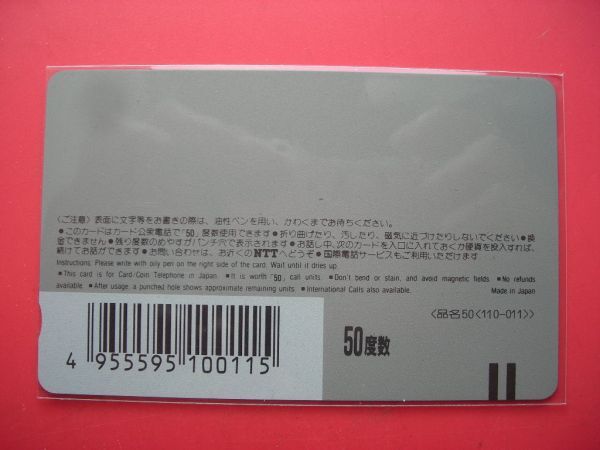 〈ご注意〉表面に文字等をお書きの際は、油性ペンを用い、かわくまでお待ちください。
●このカードはカード公衆電話で「50」度数使用できます●折り曲げたり、汚したり、磁気に近づけたりしないでください●換
金できません●残り度数のめやすがパンチ穴で表示されます●お話し中、次のカードを入口に入れておくか硬貨を投入すれば、
続けてお話ができます●お問い合わせは、お近くのNTTへどうぞ●国際電話サービスもご利用いただけます
Instructions: Please write with oily pen on the right side of the card. Wait until it dries up.
●This card is for Card/Coin Telephone in Japan. ●It is worth「50」call units ●Don't bend or stain, and avoid magnetic fields ●No refunds
available. ●After usage, a punched hole shows approximate remaining units ●International Calls also available. Made in Japan
〈品名50〈110-011〉〉
50度数
4 955595 100115